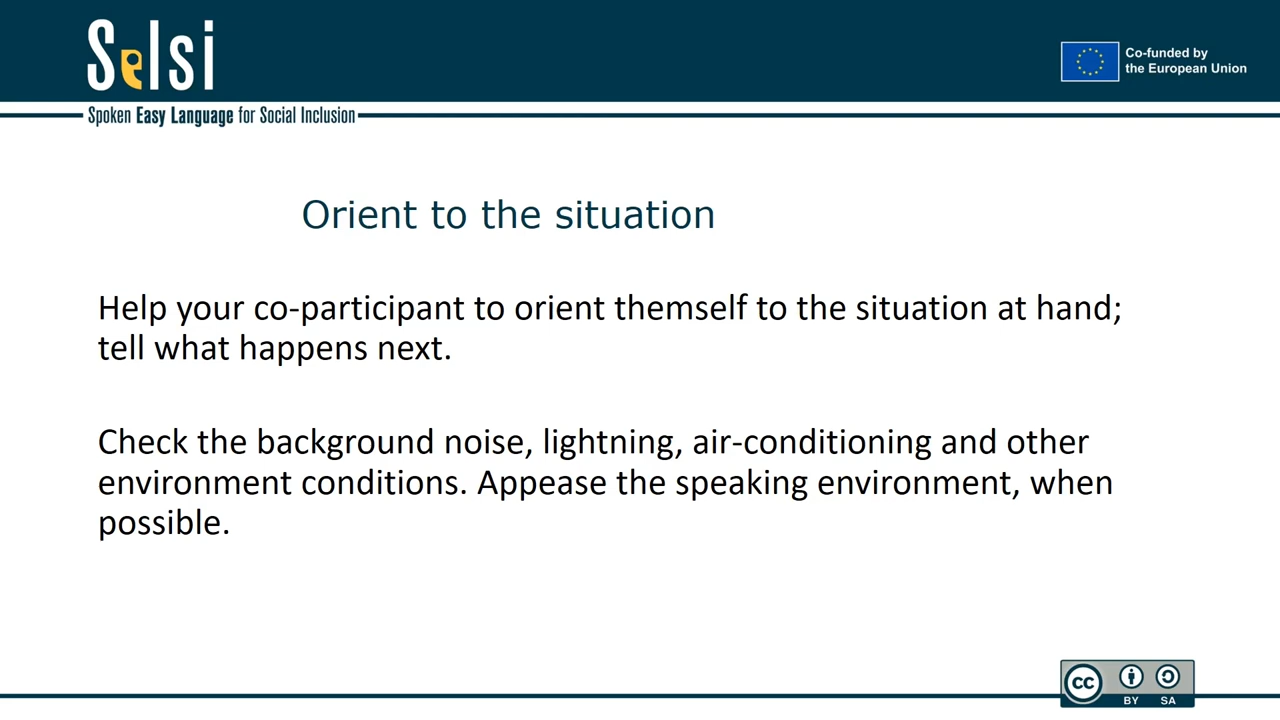 Selsi
Spoken Easy Language for Social Inclusion
Co-funded by
the European Union
Orient to the situation
Help your co-participant to orient themself to the situation at hand;
tell what happens next.
Check the background noise, lightning, air-conditioning and other
environment conditions. Appease the speaking environment, when
possible.
cc
BY SA